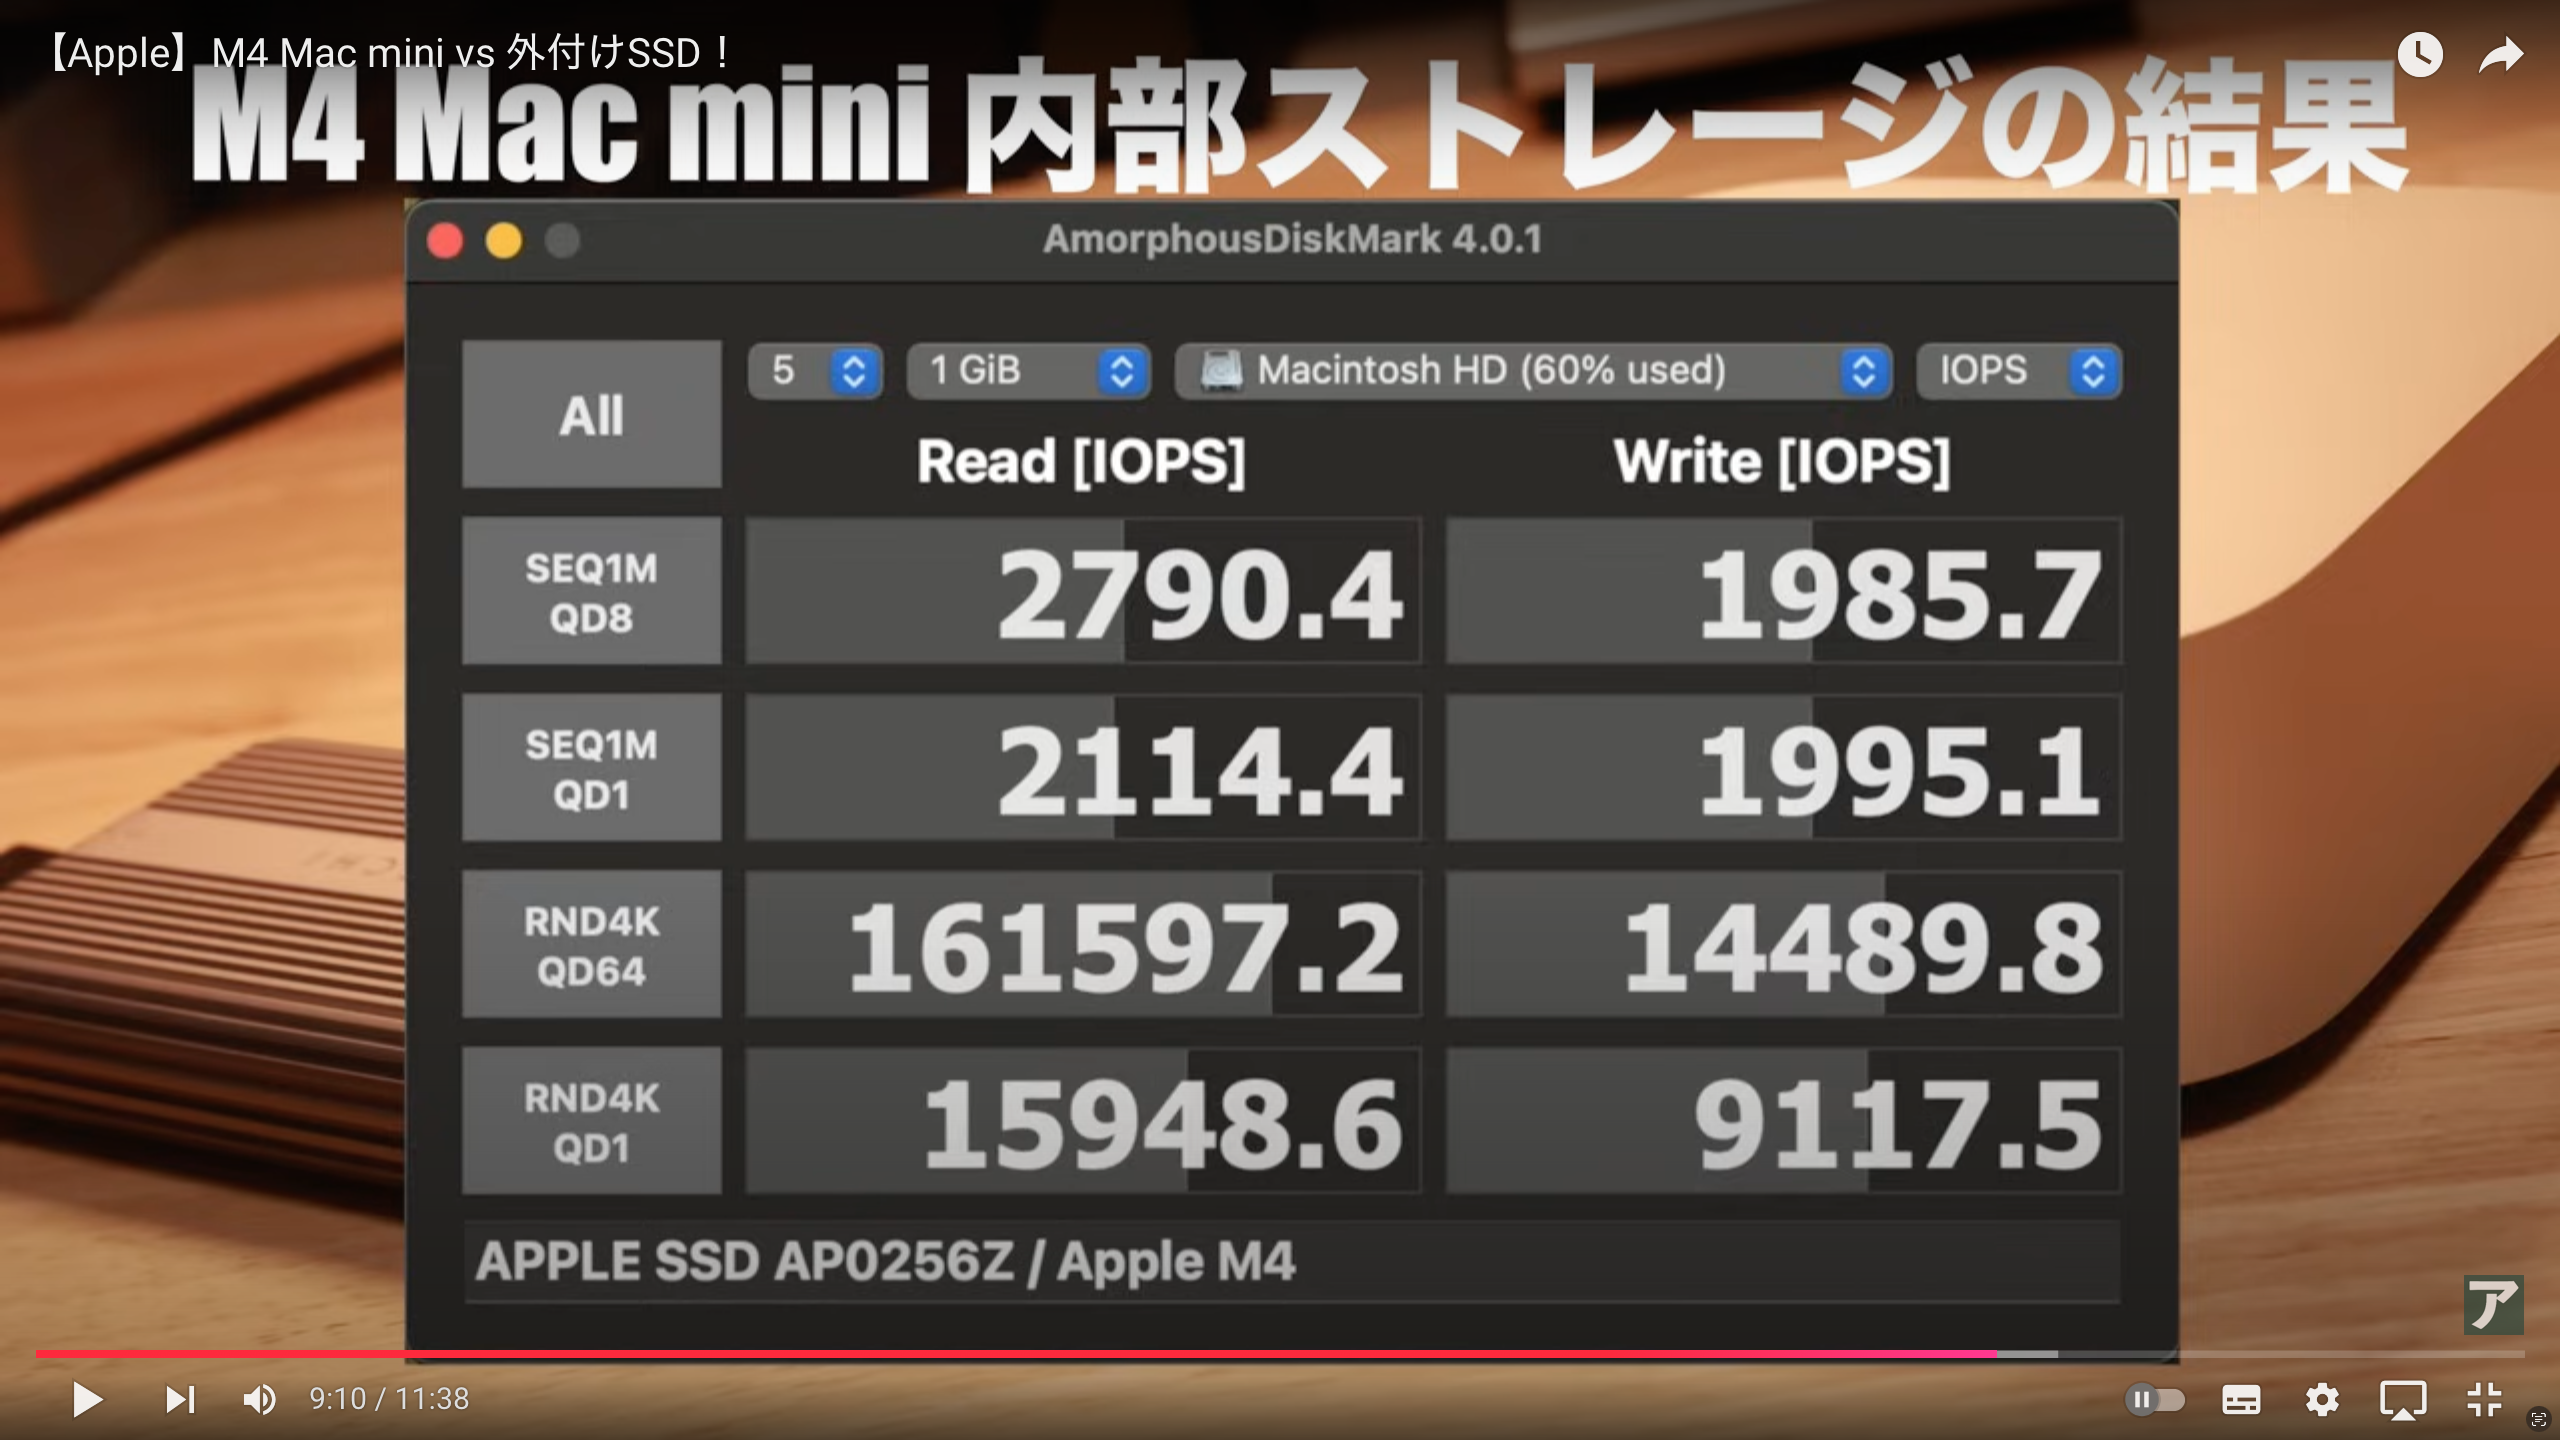 【Apple】M4 Mac mini vs 外付けSSD！
M4 Mac mini 内部ストレージの結果
AmorphousDiskMark 4.0.1
All
5
1 GiB
Macintosh HD (60% used)
IOPS
Read [IOPS]
Write [IOPS]
SEQ1M
QD8
2790.4
1985.7
SEQ1M
QD1
2114.4
1995.1
RND4K
QD64
161597.2
14489.8
RND4K
QD1
15948.6
9117.5
APPLE SSD AP0256Z / Apple M4
ア
9:10 / 11:38